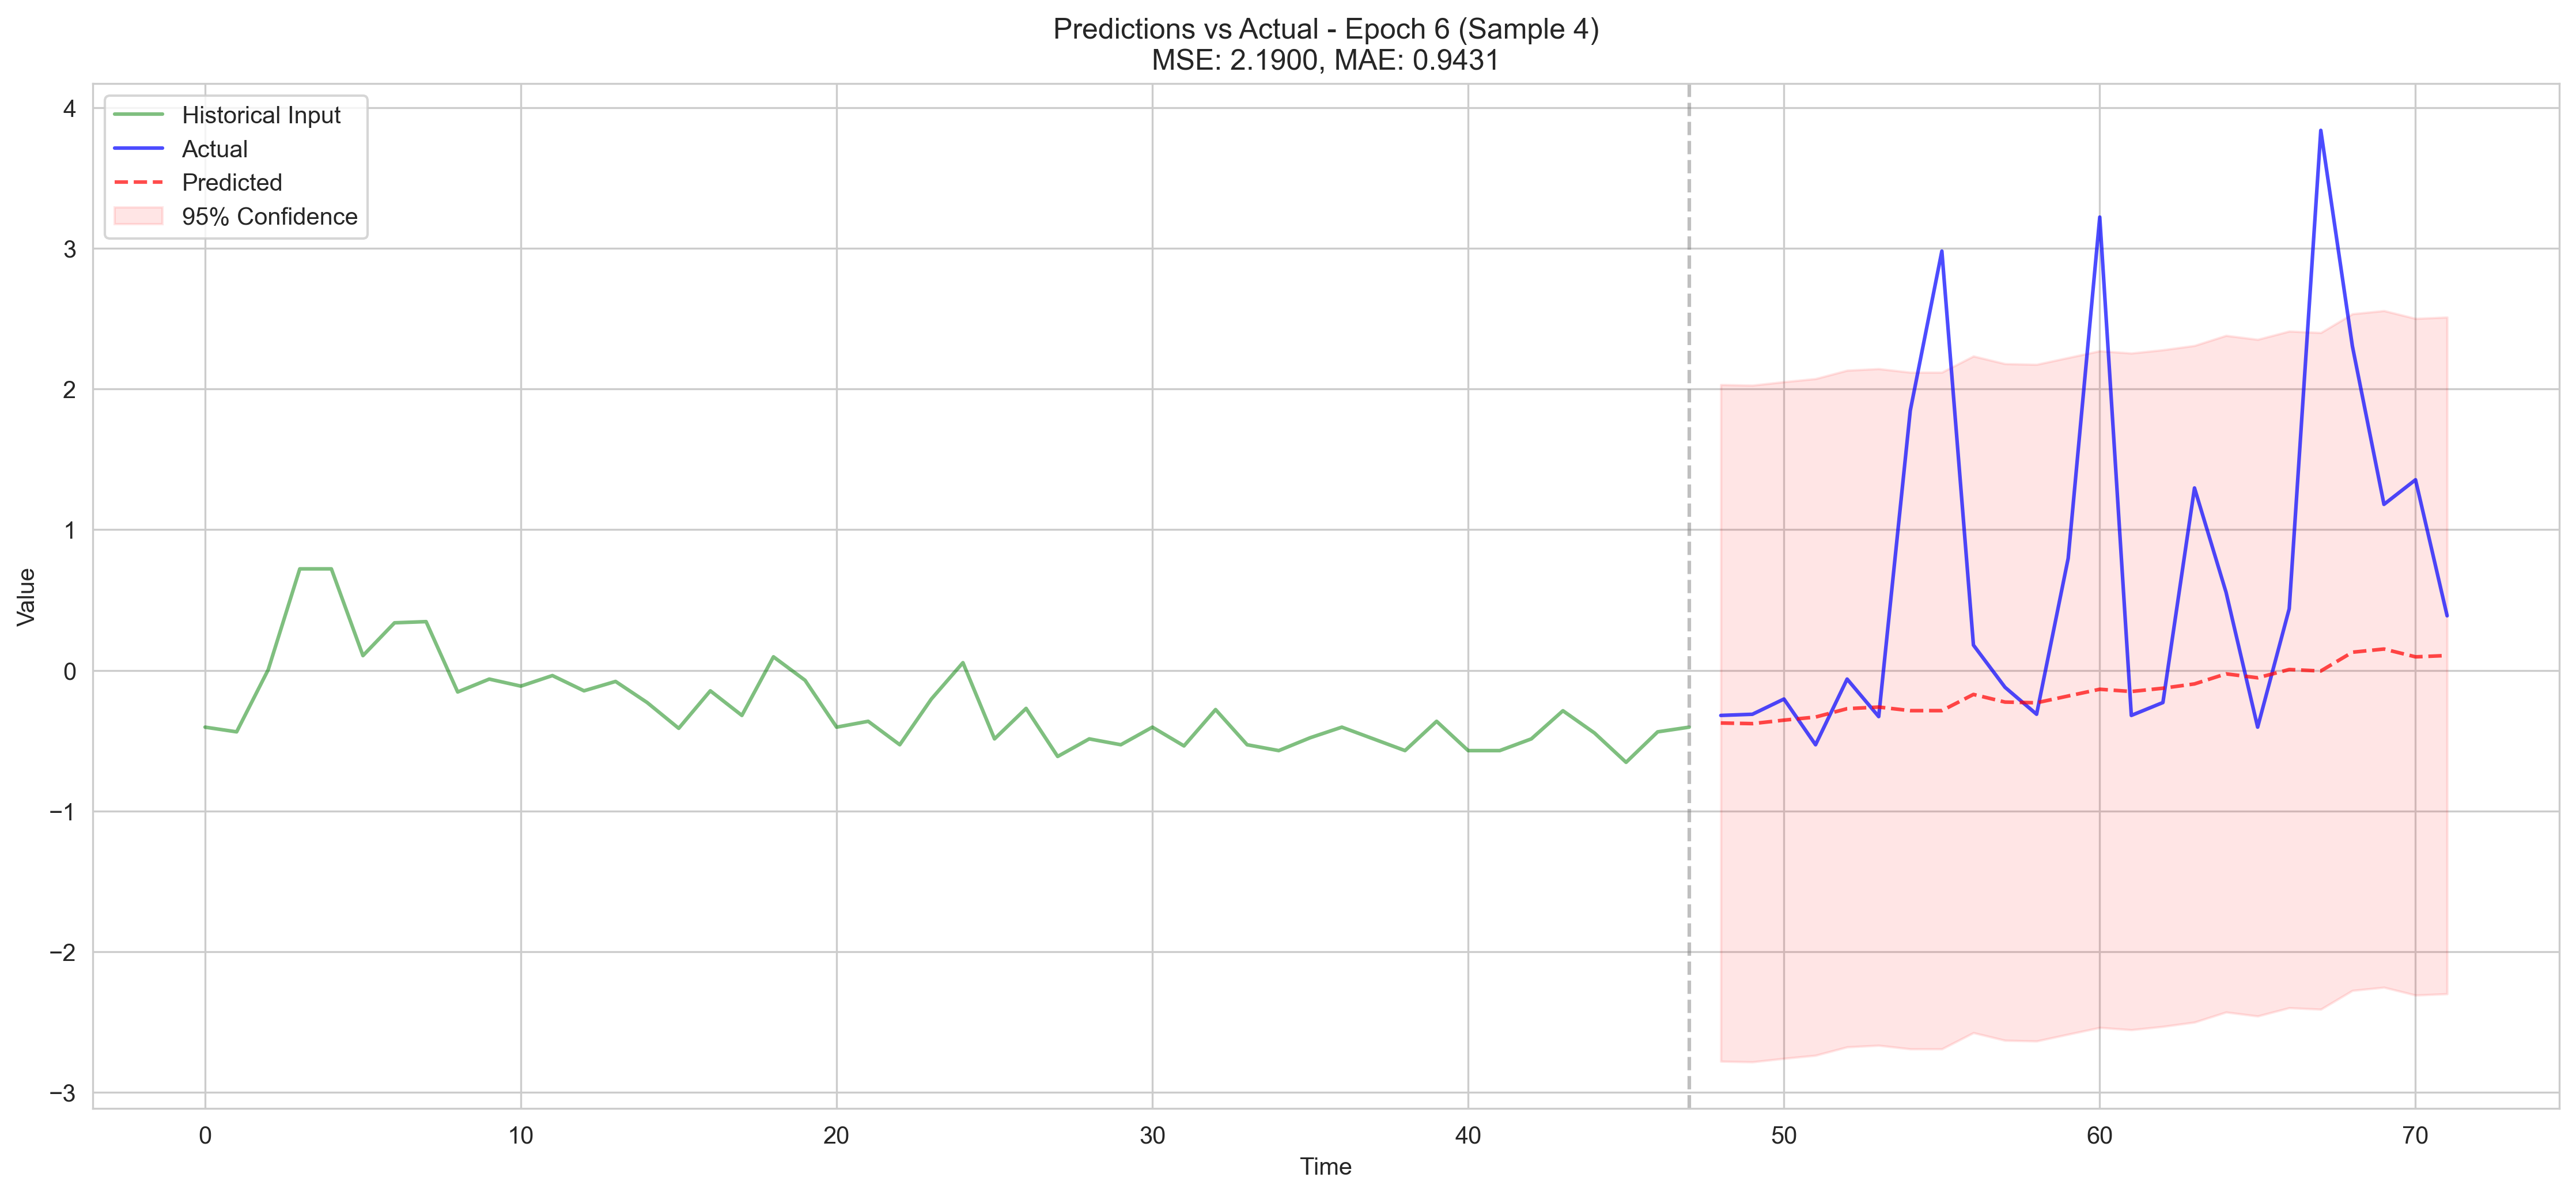 Predictions vs Actual - Epoch 6 (Sample 4)
MSE: 2.1900, MAE: 0.9431
Historical Input
Actual
Predicted
95% Confidence
Value
4
3
2
1
0
−1
−2
−3
0 10 20 30 40 50 60 70
Time